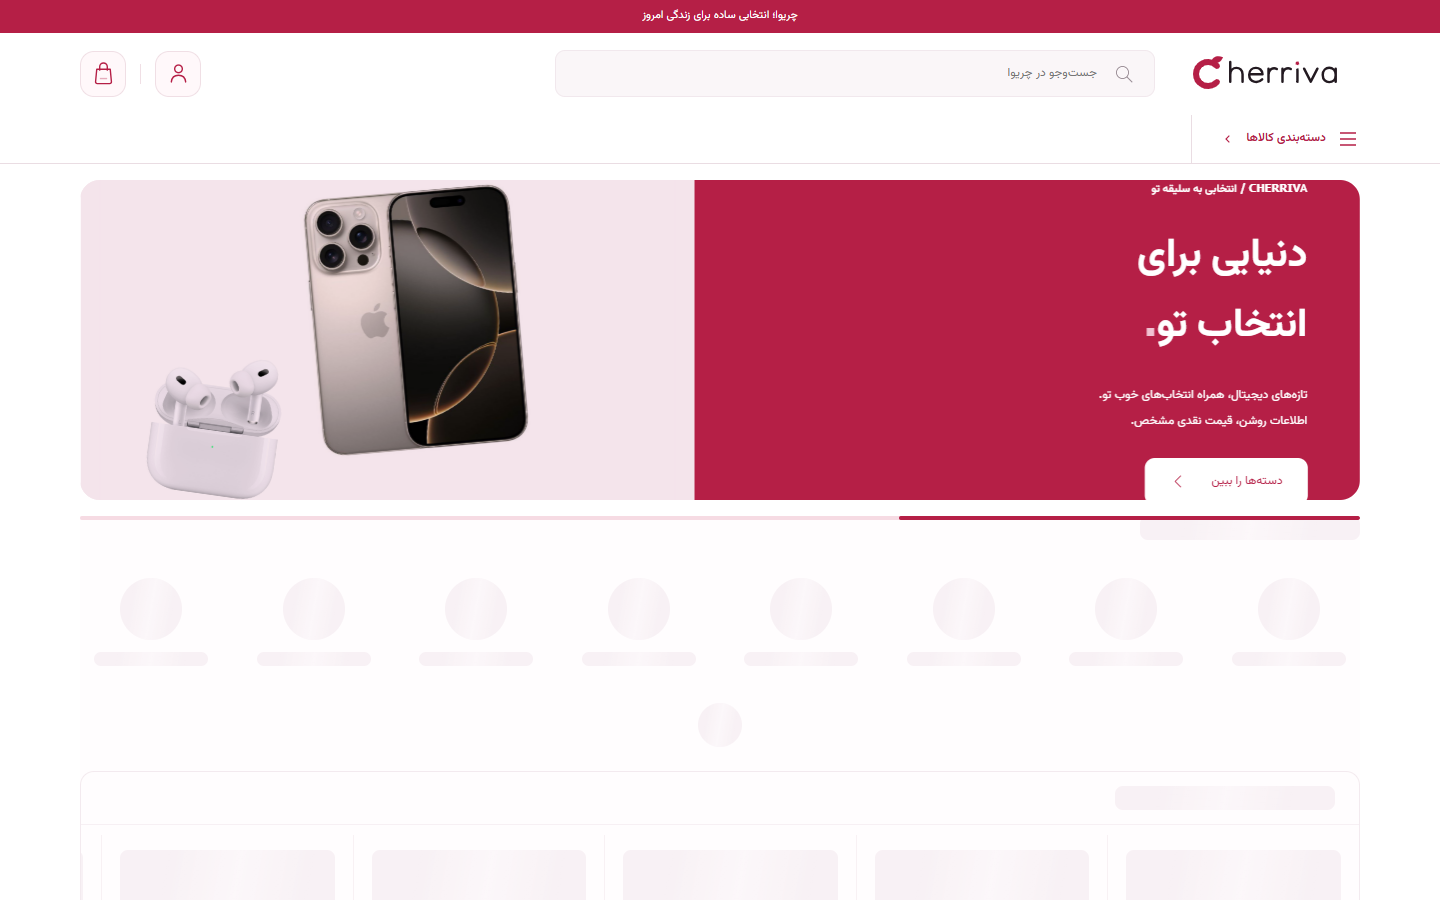 چریوا؛ انتخابی ساده برای زندگی امروز
Cherriva
جست‌وجو در چریوا
دسته‌بندی کالاها
CHERRIVA / انتخابی به سلیقه تو
دنیایی برای
انتخاب تو.
تازه‌های دیجیتال، همراه انتخاب‌های خوب تو.
اطلاعات روشن، قیمت نقدی مشخص.
دسته‌ها را ببین